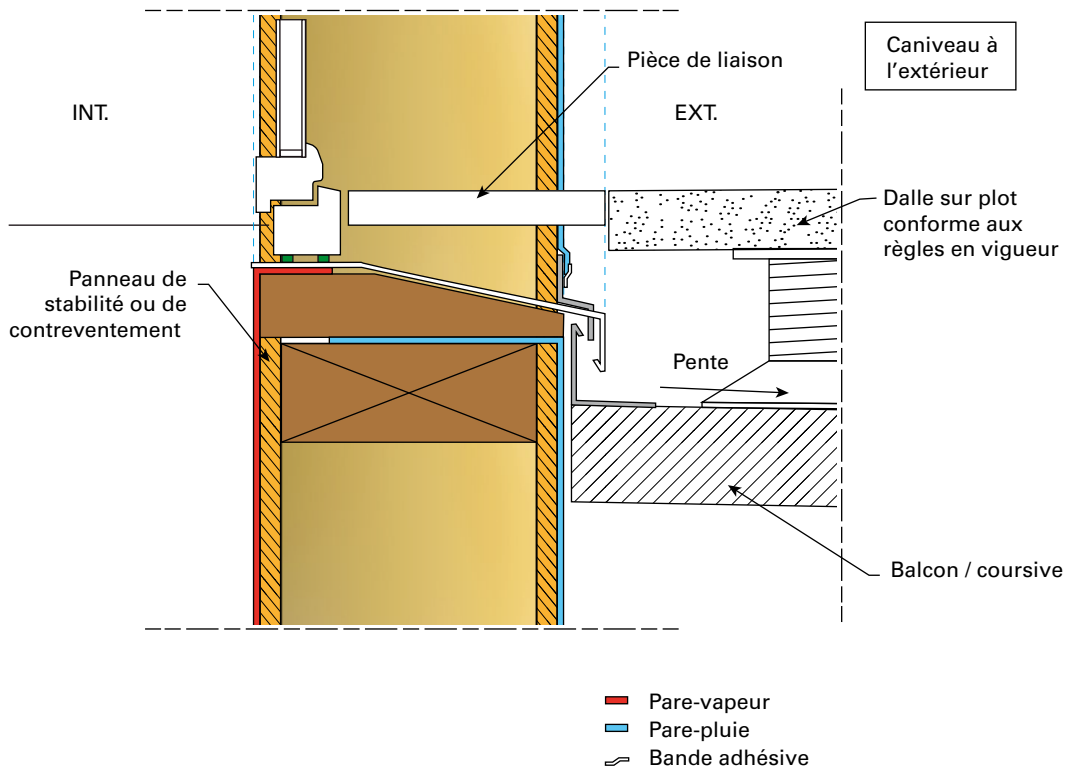 Caniveau à
l'extérieur
Pièce de liaison
INT.
EXT.
Dalle sur plot
conforme aux
règles en vigueur
Panneau de
stabilité ou de
contreventement
Pente
Balcon / coursive
Pare-vapeur
Pare-pluie
Bande adhésive